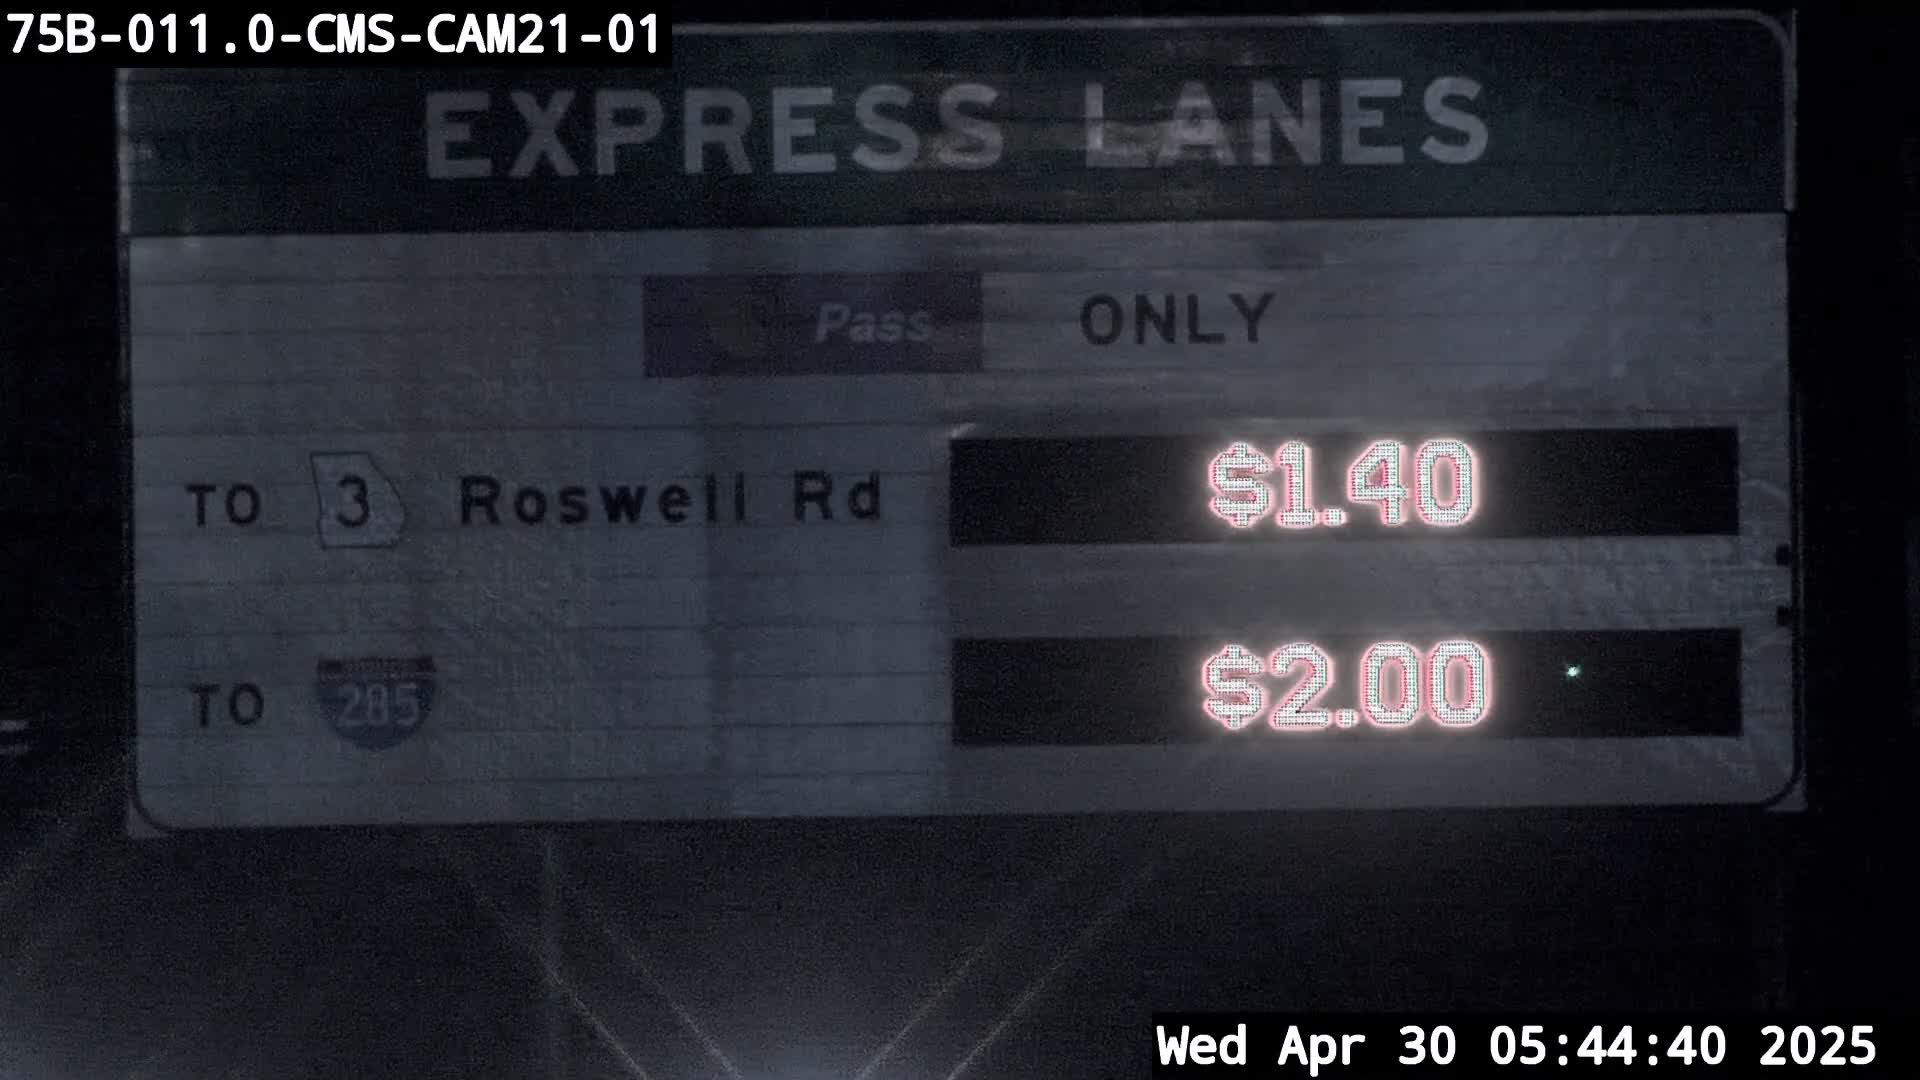 75B-011.0-CMS-CAM21-01
EXPRESS LANES
Pass ONLY
TO 3 Roswell Rd $1.40
TO 285 $2.00
Wed Apr 30 05:44:40 2025